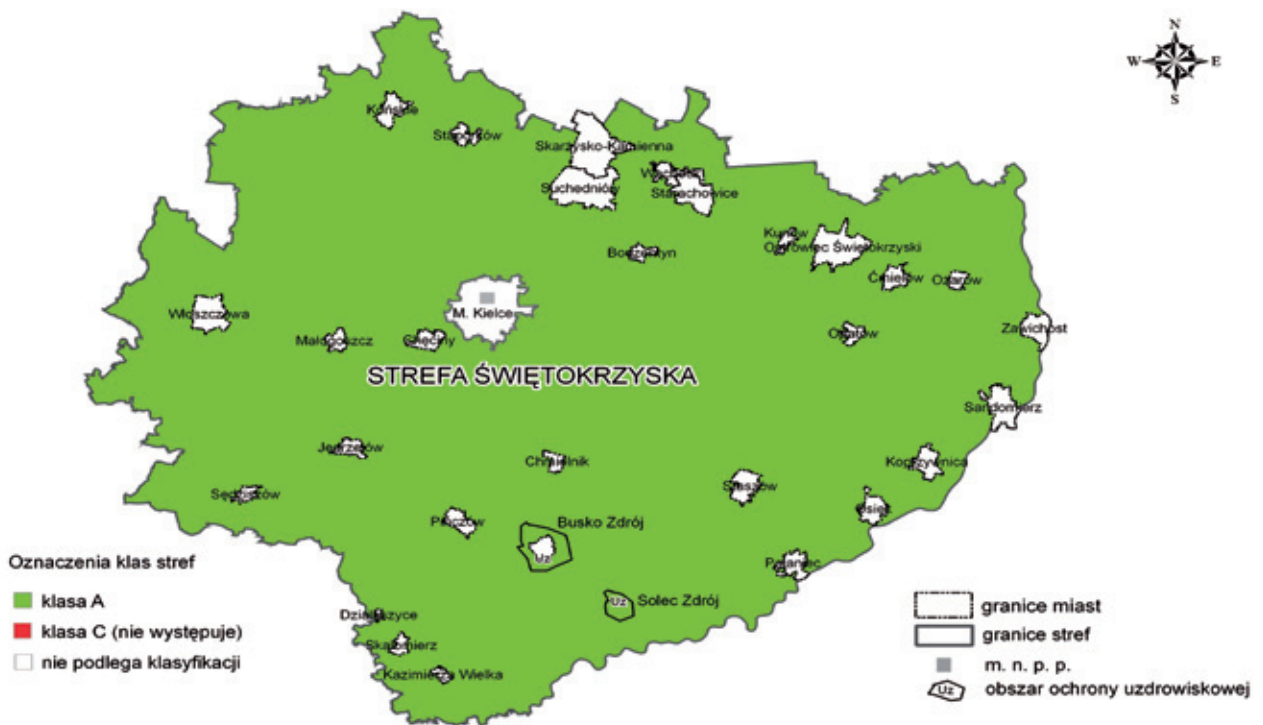 N
W E
S
Końskie
Stąporków
Skarżysko-Kamienna
Suchedniów
Wąchock
Starachowice
Bodzentyn
Kunów
Ostrowiec Świętokrzyski
Ćmielów
Ożarów
Włoszczowa
Małogoszcz
Chęciny
M. Kielce
Opatów
Zawichost
STREFA ŚWIĘTOKRZYSKA
Sandomierz
Jędrzejów
Chmielnik
Koprzywnica
Sędziszów
Staszów
Osiek
Pińczów
Busko Zdrój
Uz
Połaniec
Solec Zdrój
Uz
Działoszyce
Skalbmierz
Kazimierza Wielka
Oznaczenia klas stref
klasa A
klasa C (nie występuje)
nie podlega klasyfikacji
granice miast
granice stref
m. n. p. p.
Uz obszar ochrony uzdrowiskowej